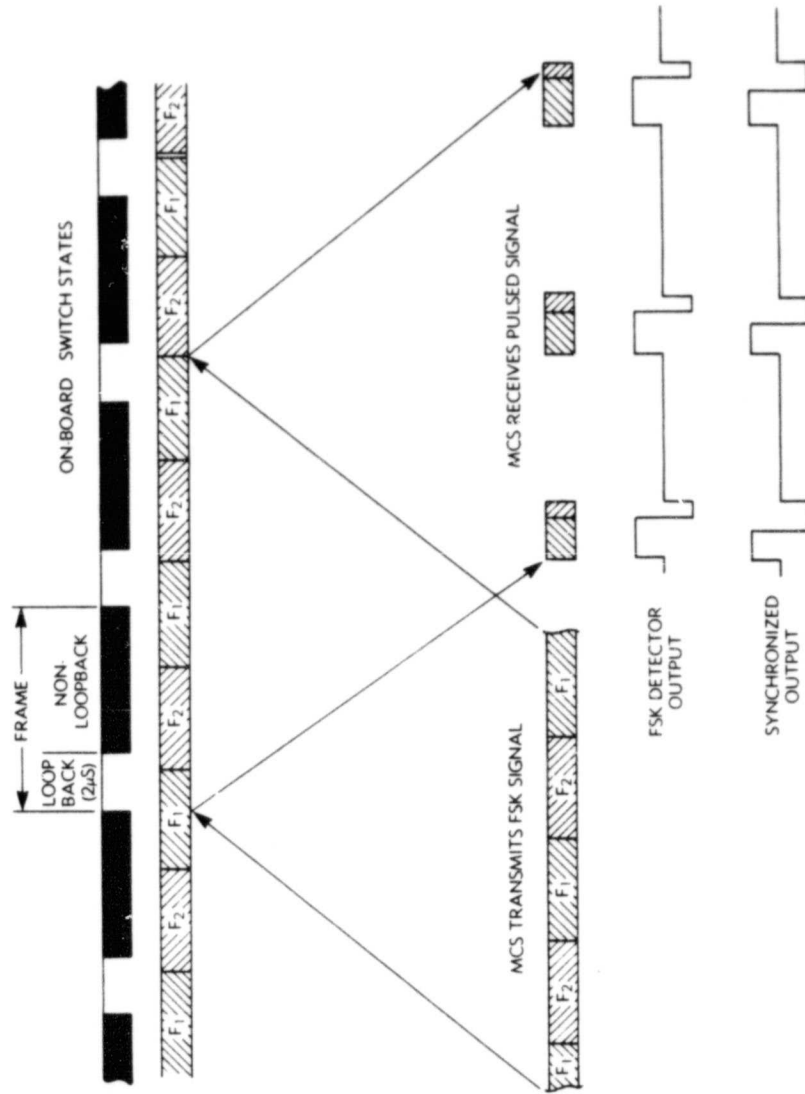 FRAME
LOOP
BACK
(2μS)
NON-
LOOPBACK
ON-BOARD SWITCH STATES
F₁ F₂ F₁ F₂ F₁ F₂ F₁ F₂ F₁ F₂
MCS TRANSMITS FSK SIGNAL
MCS RECEIVES PULSED SIGNAL
F₁ F₂ F₁ F₂ F₁
FSK DETECTOR
OUTPUT
SYNCHRONIZED
OUTPUT